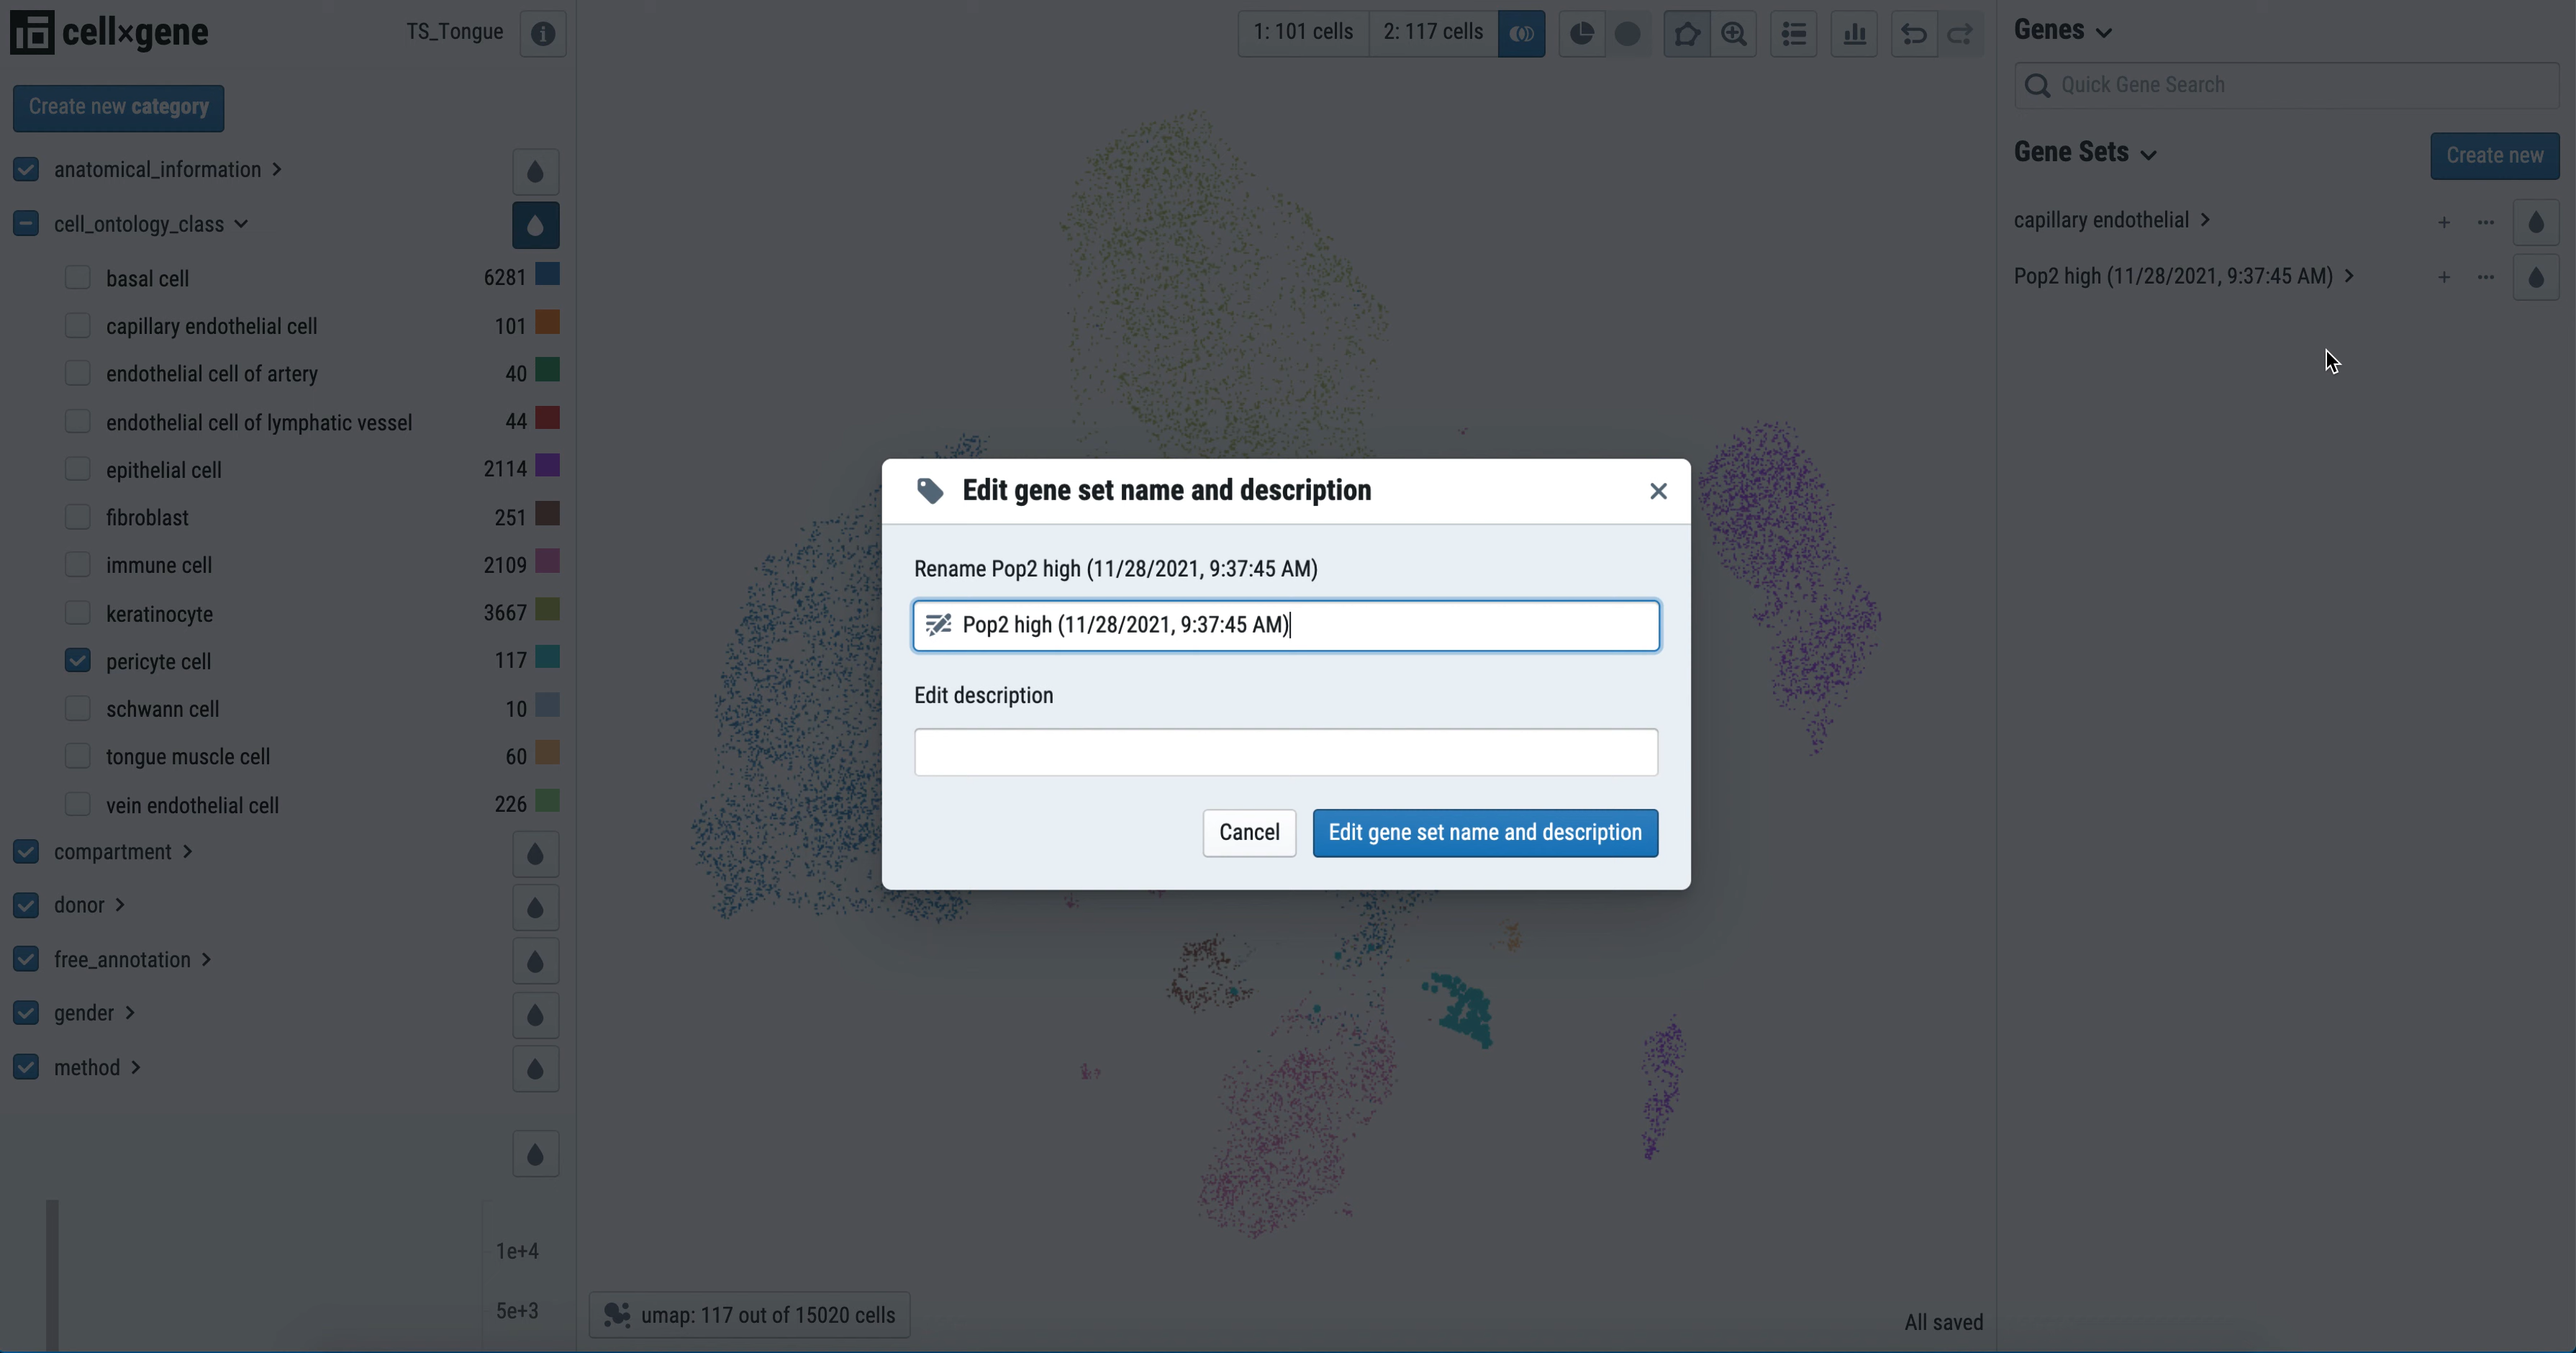 cell×gene
TS_Tongue
1: 101 cells
2: 117 cells
Create new category
anatomical_information
cell_ontology_class
basal cell 6281
capillary endothelial cell 101
endothelial cell of artery 40
endothelial cell of lymphatic vessel 44
epithelial cell 2114
fibroblast 251
immune cell 2109
keratinocyte 3667
pericyte cell 117
schwann cell 10
tongue muscle cell 60
vein endothelial cell 226
compartment
donor
free_annotation
gender
method
1e+4
5e+3
Edit gene set name and description
Rename Pop2 high (11/28/2021, 9:37:45 AM)
Pop2 high (11/28/2021, 9:37:45 AM)
Edit description
Cancel
Edit gene set name and description
umap: 117 out of 15020 cells
All saved
Genes
Quick Gene Search
Gene Sets
Create new
capillary endothelial
Pop2 high (11/28/2021, 9:37:45 AM)